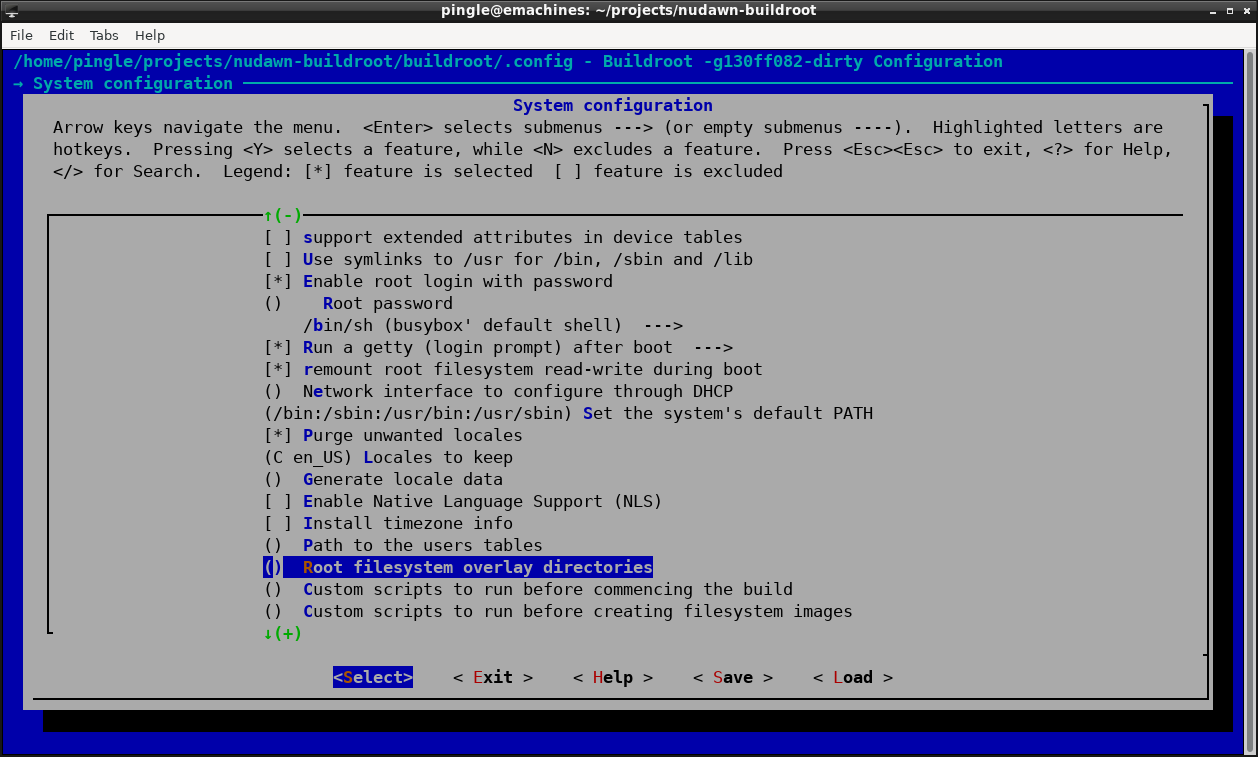 pingle@emachines: ~/projects/nudawn-buildroot
File Edit Tabs Help
/home/pingle/projects/nudawn-buildroot/buildroot/.config - Buildroot -g130ff082-dirty Configuration
→ System configuration
System configuration
Arrow keys navigate the menu.  <Enter> selects submenus ---> (or empty submenus ----).  Highlighted letters are
hotkeys.  Pressing <Y> selects a feature, while <N> excludes a feature.  Press <Esc><Esc> to exit, <?> for Help,
</> for Search.  Legend: [*] feature is selected  [ ] feature is excluded
↑(-)
[ ] support extended attributes in device tables
[ ] Use symlinks to /usr for /bin, /sbin and /lib
[*] Enable root login with password
()    Root password
/bin/sh (busybox' default shell)  --->
[*] Run a getty (login prompt) after boot  --->
[*] remount root filesystem read-write during boot
()  Network interface to configure through DHCP
(/bin:/sbin:/usr/bin:/usr/sbin) Set the system's default PATH
[*] Purge unwanted locales
(C en_US) Locales to keep
()  Generate locale data
[ ] Enable Native Language Support (NLS)
[ ] Install timezone info
()  Path to the users tables
()  Root filesystem overlay directories
()  Custom scripts to run before commencing the build
()  Custom scripts to run before creating filesystem images
↓(+)
<Select>    < Exit >    < Help >    < Save >    < Load >